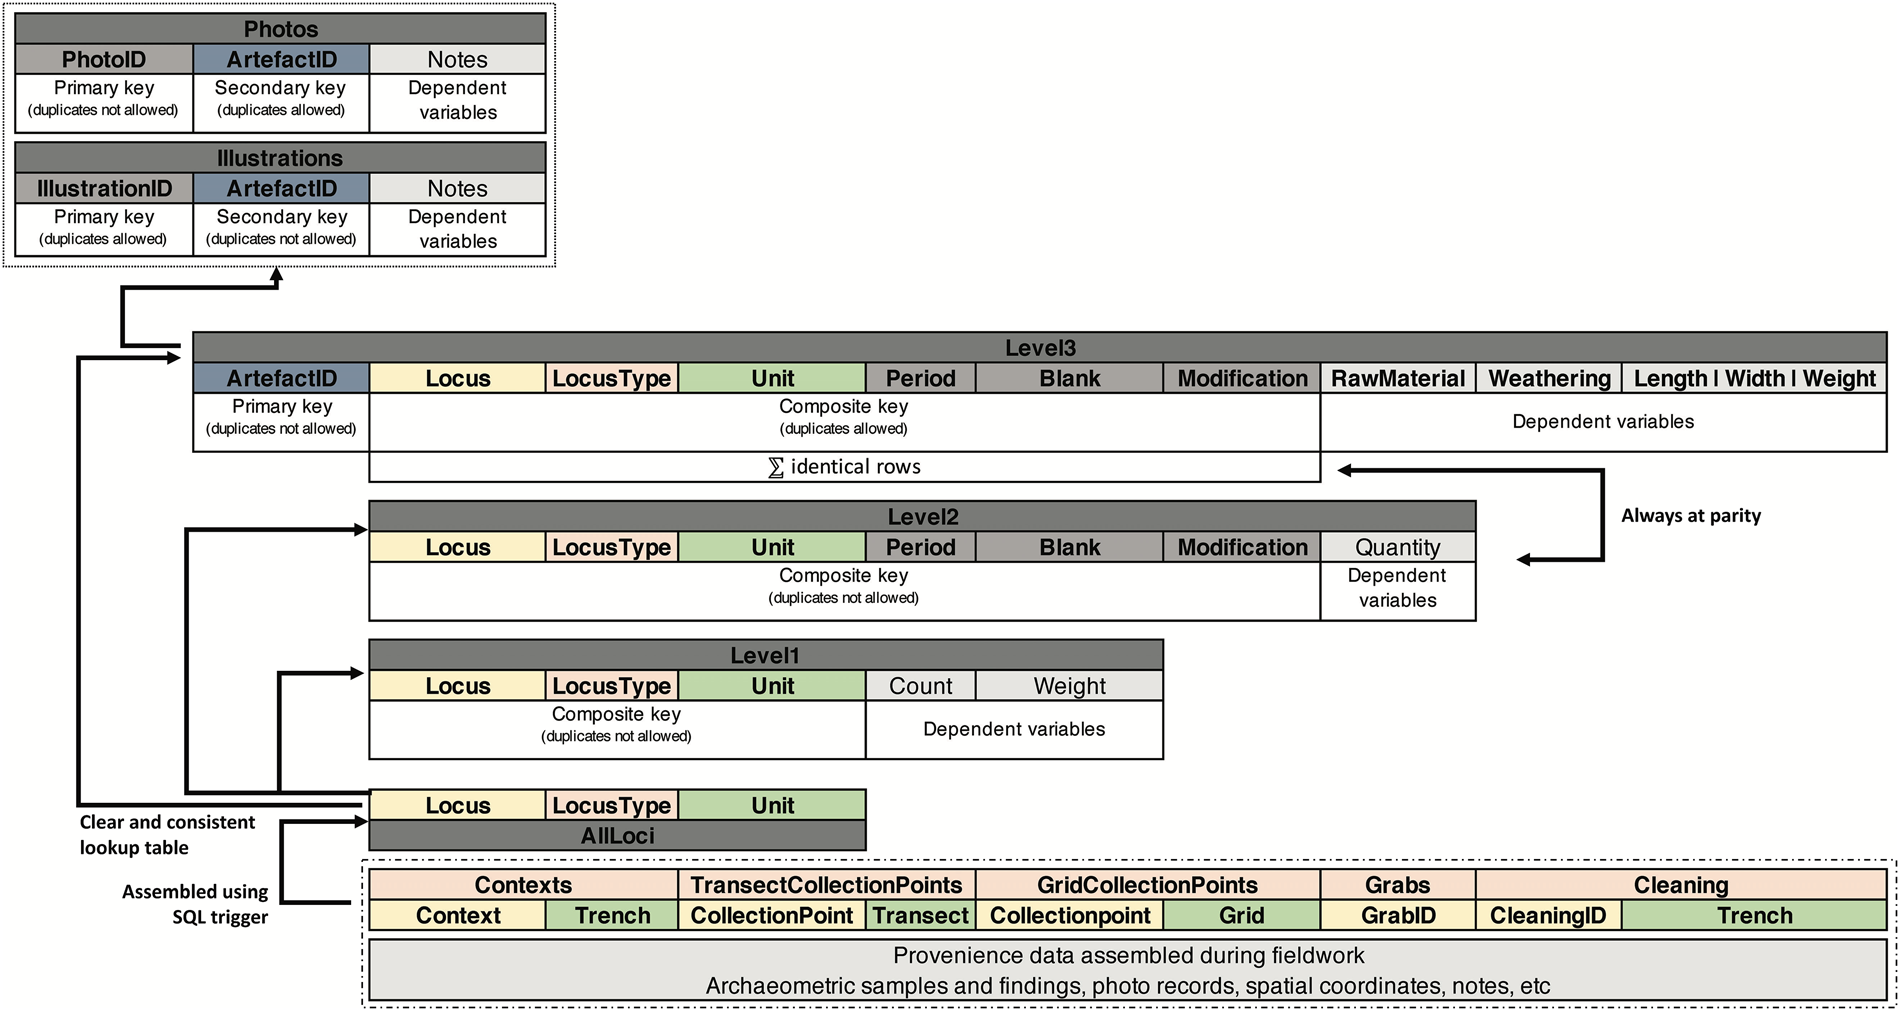 Photos
PhotoID ArtefactID Notes
Primary key Secondary key Dependent
(duplicates not allowed) (duplicates allowed) variables
Illustrations
IllustrationID ArtefactID Notes
Primary key Secondary key Dependent
(duplicates allowed) (duplicates not allowed) variables
Level3
ArtefactID Locus LocusType Unit Period Blank Modification RawMaterial Weathering Length | Width | Weight
Primary key Composite key Dependent variables
(duplicates not allowed) (duplicates allowed)
∑ identical rows
Always at parity
Level2
Locus LocusType Unit Period Blank Modification Quantity
Composite key Dependent
(duplicates not allowed) variables
Level1
Locus LocusType Unit Count Weight
Composite key Dependent variables
(duplicates not allowed)
Locus LocusType Unit
AllLoci
Clear and consistent
lookup table
Assembled using
SQL trigger
Contexts TransectCollectionPoints GridCollectionPoints Grabs Cleaning
Context Trench CollectionPoint Transect Collectionpoint Grid GrabID CleaningID Trench
Provenience data assembled during fieldwork
Archaeometric samples and findings, photo records, spatial coordinates, notes, etc